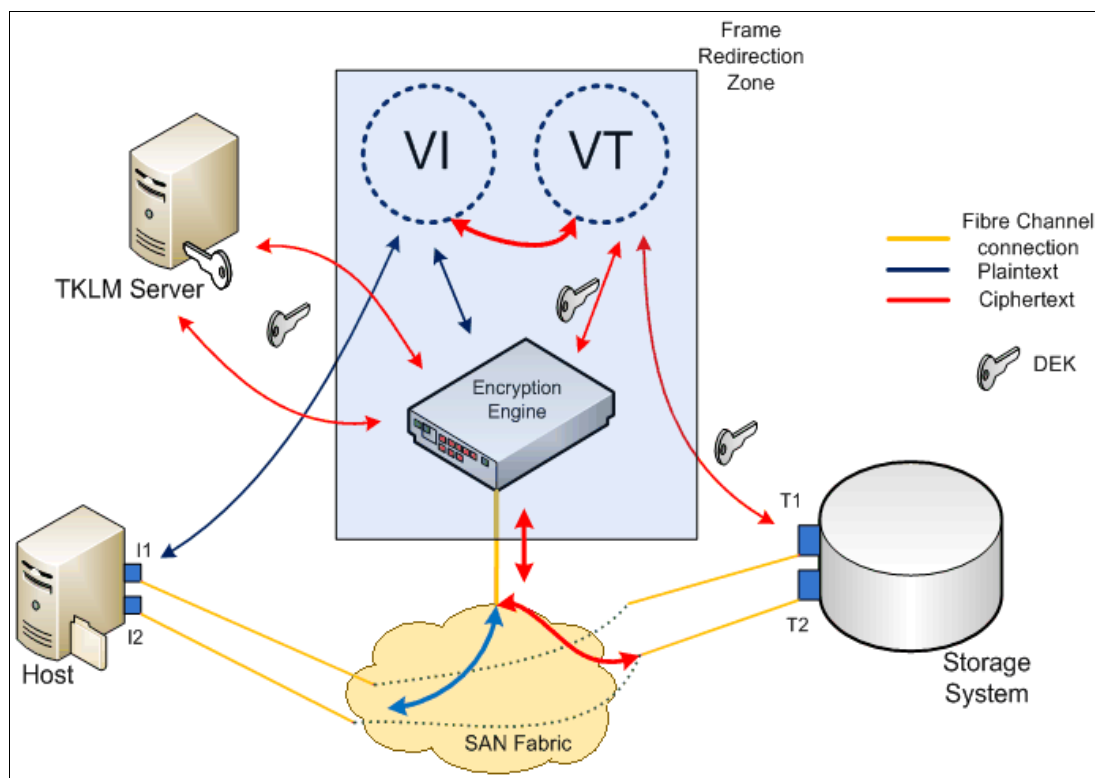 Frame
Redirection
Zone
VI
VT
Fibre Channel
connection
Plaintext
Ciphertext
DEK
TKLM Server
Encryption
Engine
T1
T2
I1
I2
Host
SAN Fabric
Storage
System